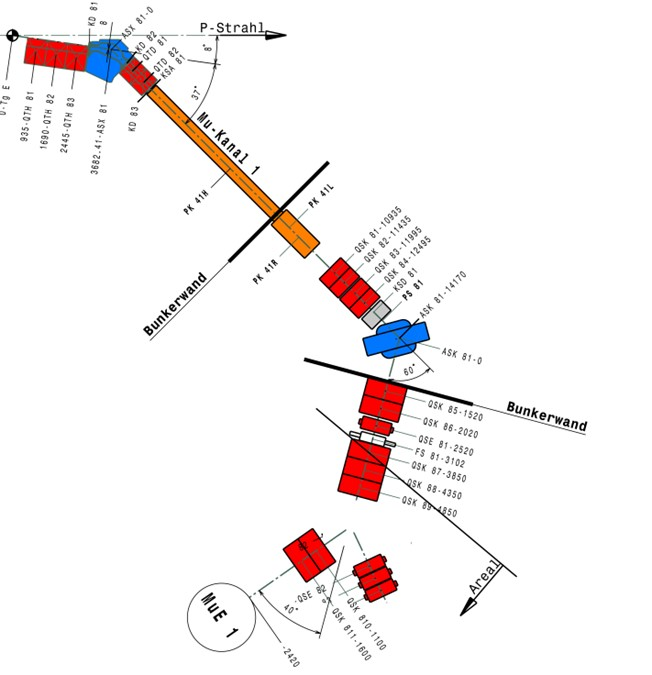 P-Strahl
8°
KD 81
ASX 81-0
KD 82
QTD 81
QTD 82
KSA 81
37°
935-QTH 81
1690-QTH 82
2445-QTH 83
3682.41-ASX 81
KD 83
Mu-Kanal 1
PK 41H
PK 41L
PK 41R
Bunkerwand
QSK 81-10935
QSK 82-11435
QSK 83-11995
QSK 84-12495
KSD 81
PS 81
ASK 81-14170
ASK 81-0
60°
Bunkerwand
QSK 85-1520
QSK 86-2020
QSE 81-2520
FS 81-3102
QSK 87-3850
QSK 88-4350
QSK 89-4850
Areal
MuE 1
40°
-QSE
QSK 810-1100
QSK 811-1600
-2420